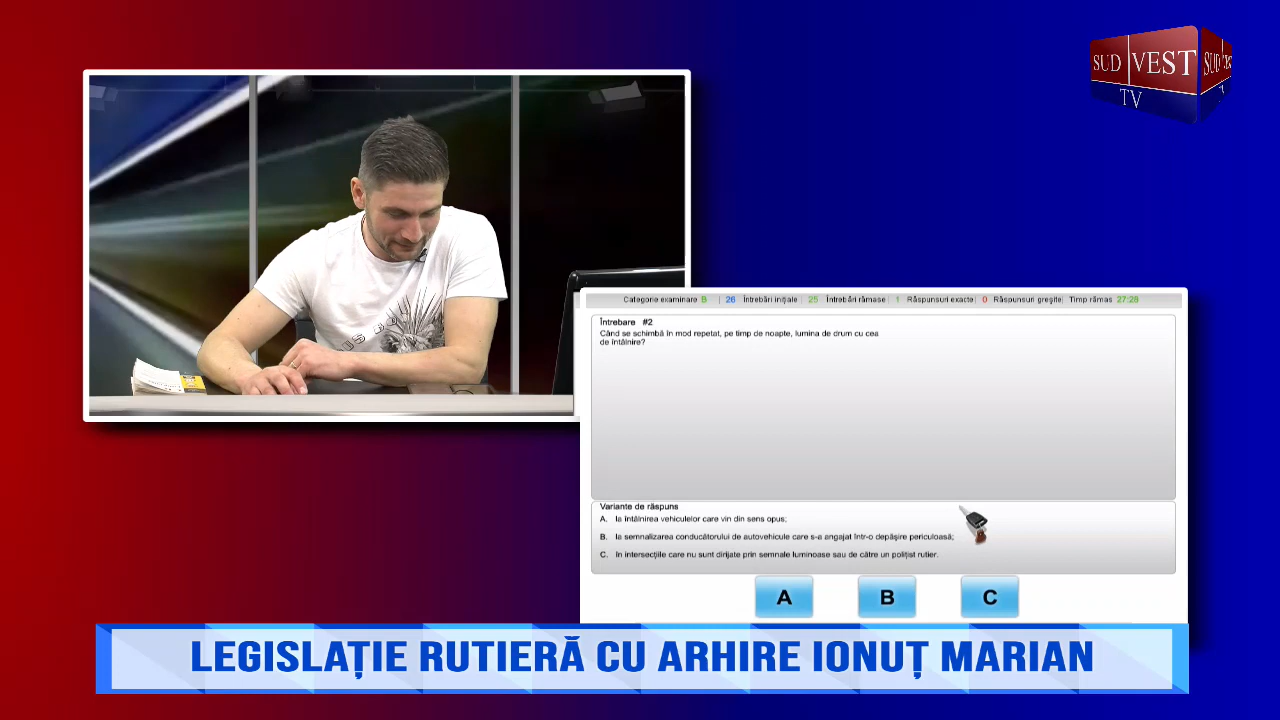 SUD VEST SUD
TV
US BUL
Categorie examinare B | 26 Întrebări inițiale| 25 Întrebări rămase| 1 Răspunsuri exacte| 0 Răspunsuri greșite| Timp rămas 27:28
Întrebare #2
Când se schimbă în mod repetat, pe timp de noapte, lumina de drum cu cea
de întâlnire?
Variante de răspuns
A. la întâlnirea vehiculelor care vin din sens opus;
B. la semnalizarea conducătorului de autovehicule care s-a angajat într-o depășire periculoasă;
C. în intersecțiile care nu sunt dirijate prin semnale luminoase sau de către un polițist rutier.
A B C
LEGISLAȚIE RUTIERĂ CU ARHIRE IONUȚ MARIAN